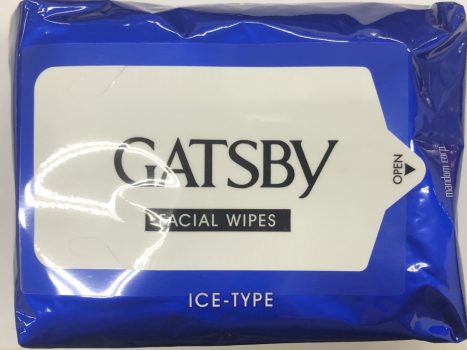 GATSBY
FACIAL WIPES
OPEN
mandom corp.
ICE-TYPE